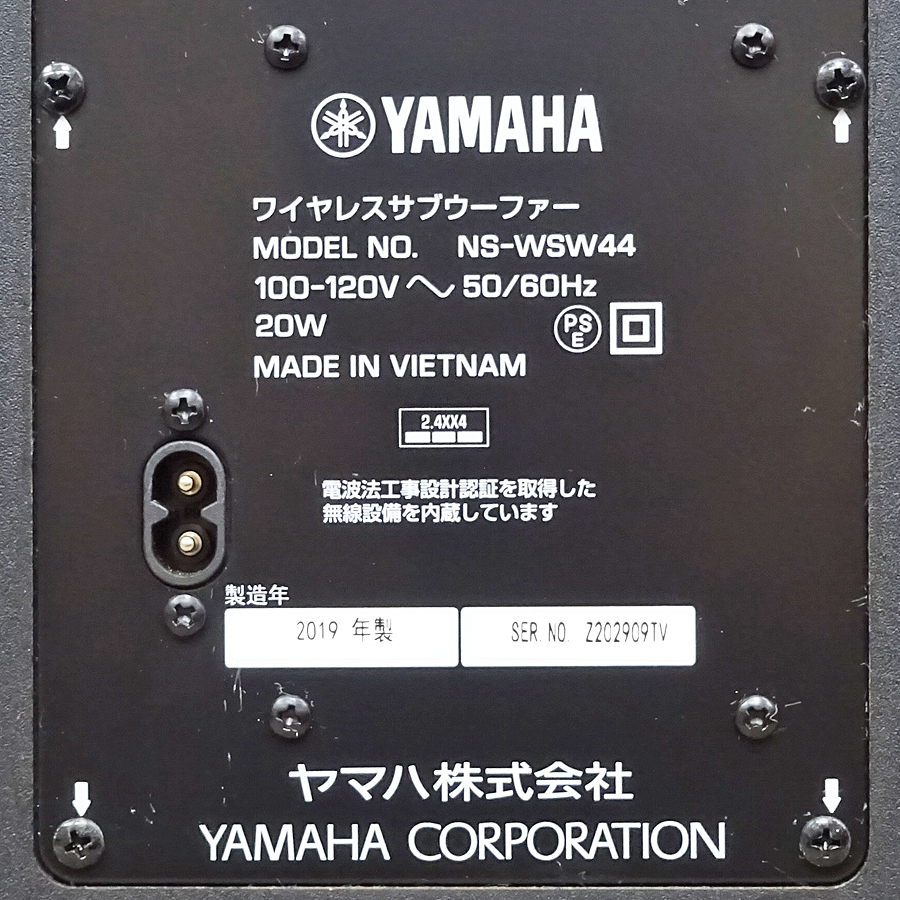 YAMAHA
ワイヤレスサブウーファー
MODEL NO. NS-WSW44
100-120V ～ 50/60Hz
20W
PS
E
MADE IN VIETNAM
2.4XX4
電波法工事設計認証を取得した
無線設備を内蔵しています
製造年
2019 年製
SER. NO. Z202909TV
ヤマハ株式会社
YAMAHA CORPORATION